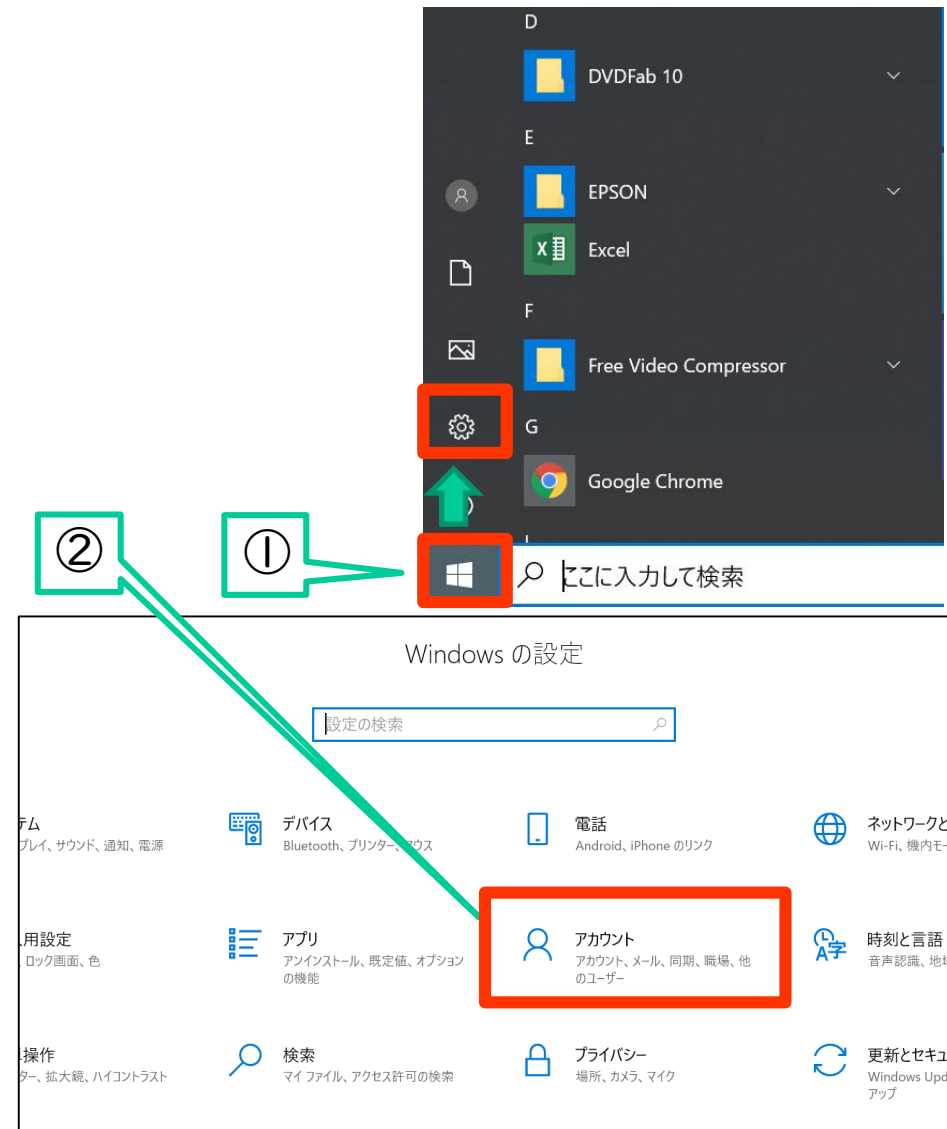 D
DVDFab 10
E
EPSON
Excel
F
Free Video Compressor
G
Google Chrome
②
①
ここに入力して検索
Windows の設定
設定の検索
テム
プレイ、サウンド、通知、電源
デバイス
Bluetooth、プリンター、マウス
電話
Android、iPhone のリンク
ネットワークと
Wi-Fi、機内モー
用設定
ロック画面、色
アプリ
アンインストール、既定値、オプション
の機能
アカウント
アカウント、メール、同期、職場、他
のユーザー
時刻と言語
音声認識、地域
操作
ター、拡大鏡、ハイコントラスト
検索
マイ ファイル、アクセス許可の検索
プライバシー
場所、カメラ、マイク
更新とセキュ
Windows Upd
アップ